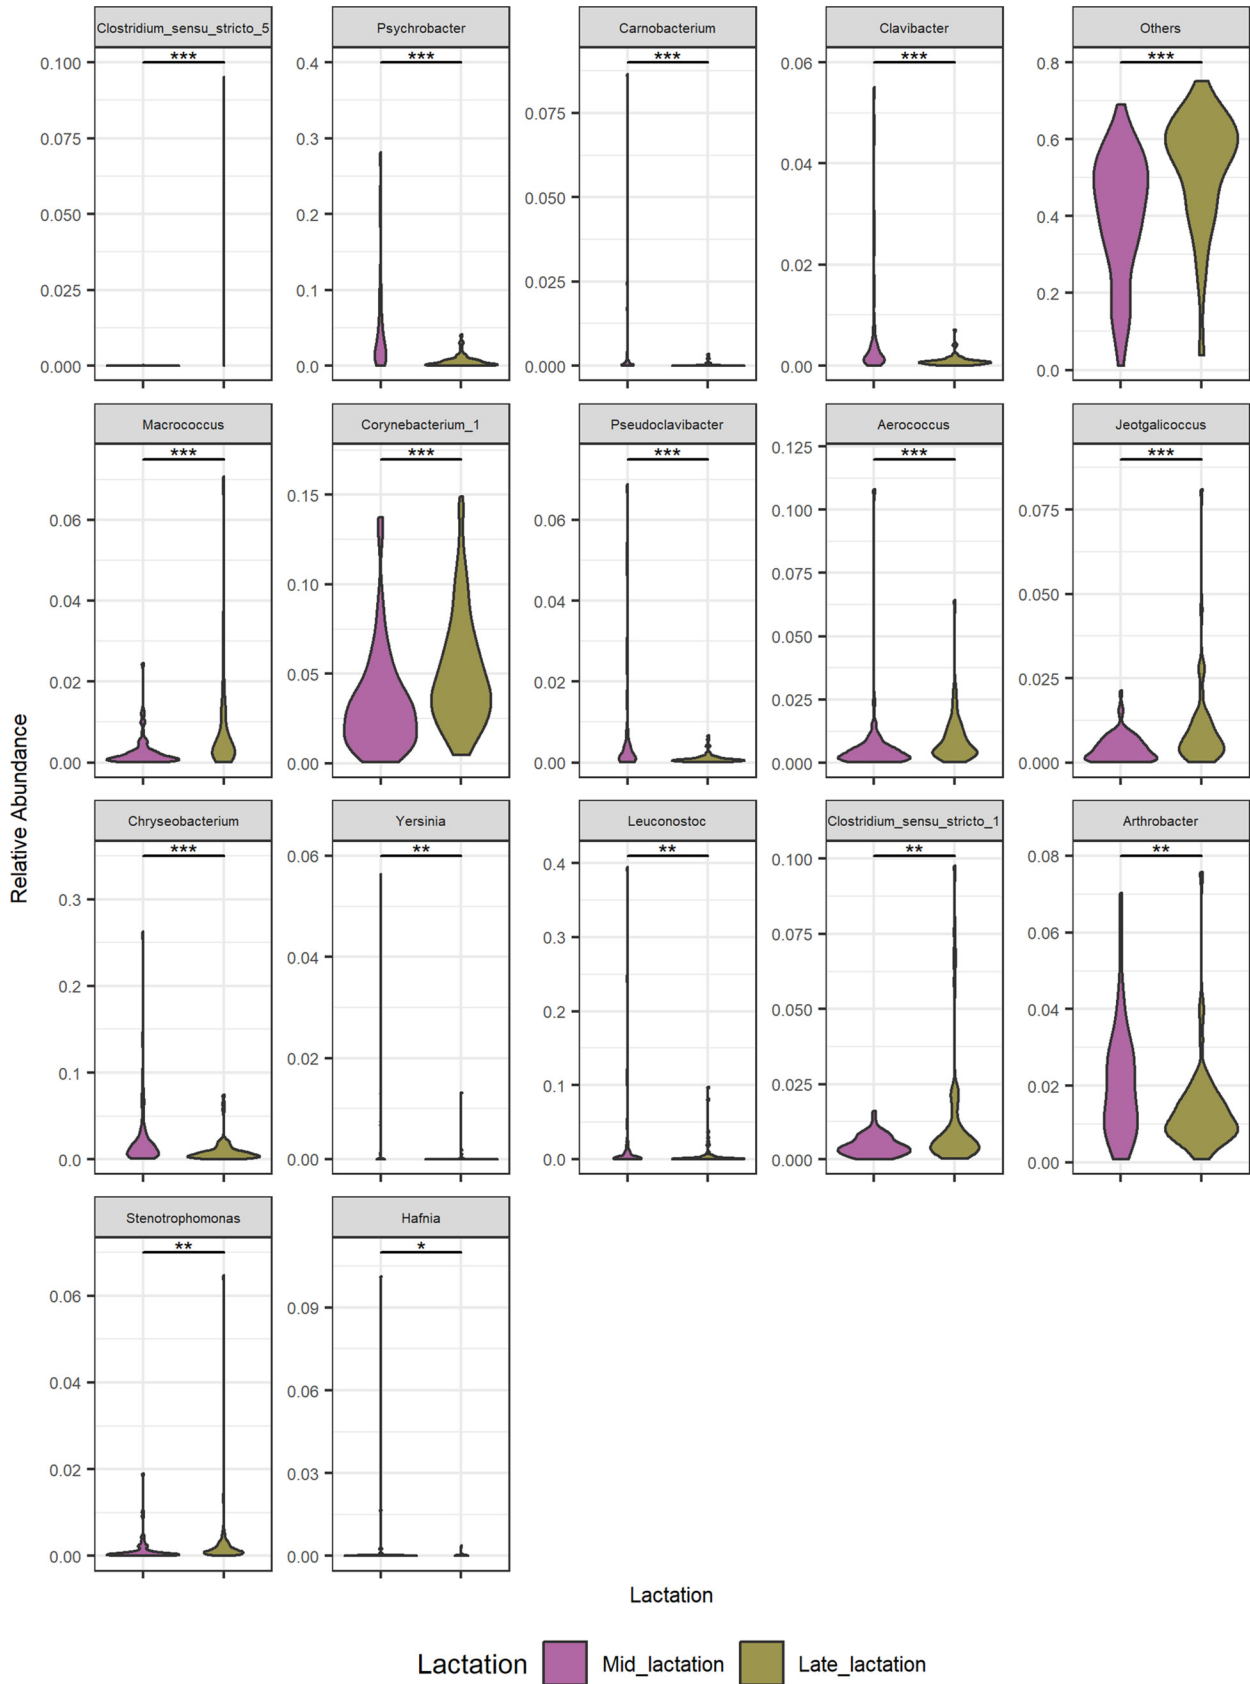 Clostridium_sensu_stricto_5 Psychrobacter Carnobacterium Clavibacter Others
*** *** *** *** ***
0.100 0.4 0.06 0.8
0.075 0.3 0.075 0.6
0.04
0.050 0.2 0.050 0.4
0.025 0.1 0.025 0.02 0.2
0.000 0.0 0.000 0.00 0.0
Macrococcus Corynebacterium_1 Pseudoclavibacter Aerococcus Jeotgalicoccus
*** *** *** *** ***
0.125
0.06 0.15 0.06 0.100 0.075
0.04 0.10 0.04 0.075 0.050
0.050
0.02 0.05 0.02 0.025 0.025
0.00 0.00 0.00 0.000 0.000
Relative Abundance
Chryseobacterium Yersinia Leuconostoc Clostridium_sensu_stricto_1 Arthrobacter
*** ** ** ** **
0.06 0.4 0.100 0.08
0.3 0.3 0.075 0.06
0.2 0.04 0.2 0.050 0.04
0.1 0.02 0.1 0.025 0.02
0.0 0.00 0.0 0.000 0.00
Stenotrophomonas Hafnia
** *
0.06 0.09
0.04 0.06
0.02 0.03
0.00 0.00
Lactation
Lactation Mid_lactation Late_lactation